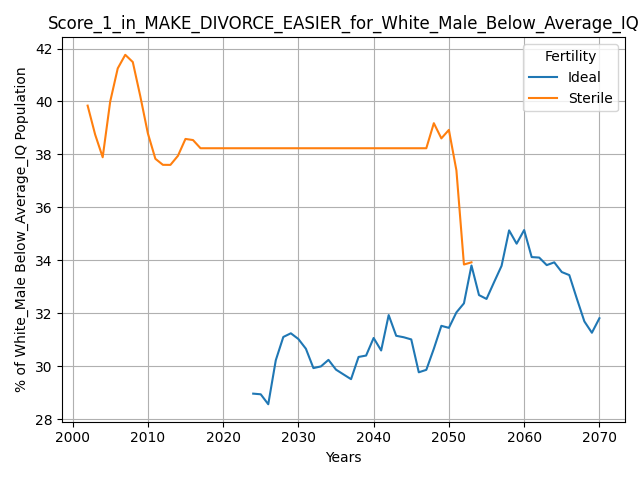 Score_1_in_MAKE_DIVORCE_EASIER_for_White_Male_Below_Average_IQ
% of White_Male Below_Average_IQ Population
42
40
38
36
34
32
30
28
Fertility
Ideal
Sterile
2000 2010 2020 2030 2040 2050 2060 2070
Years